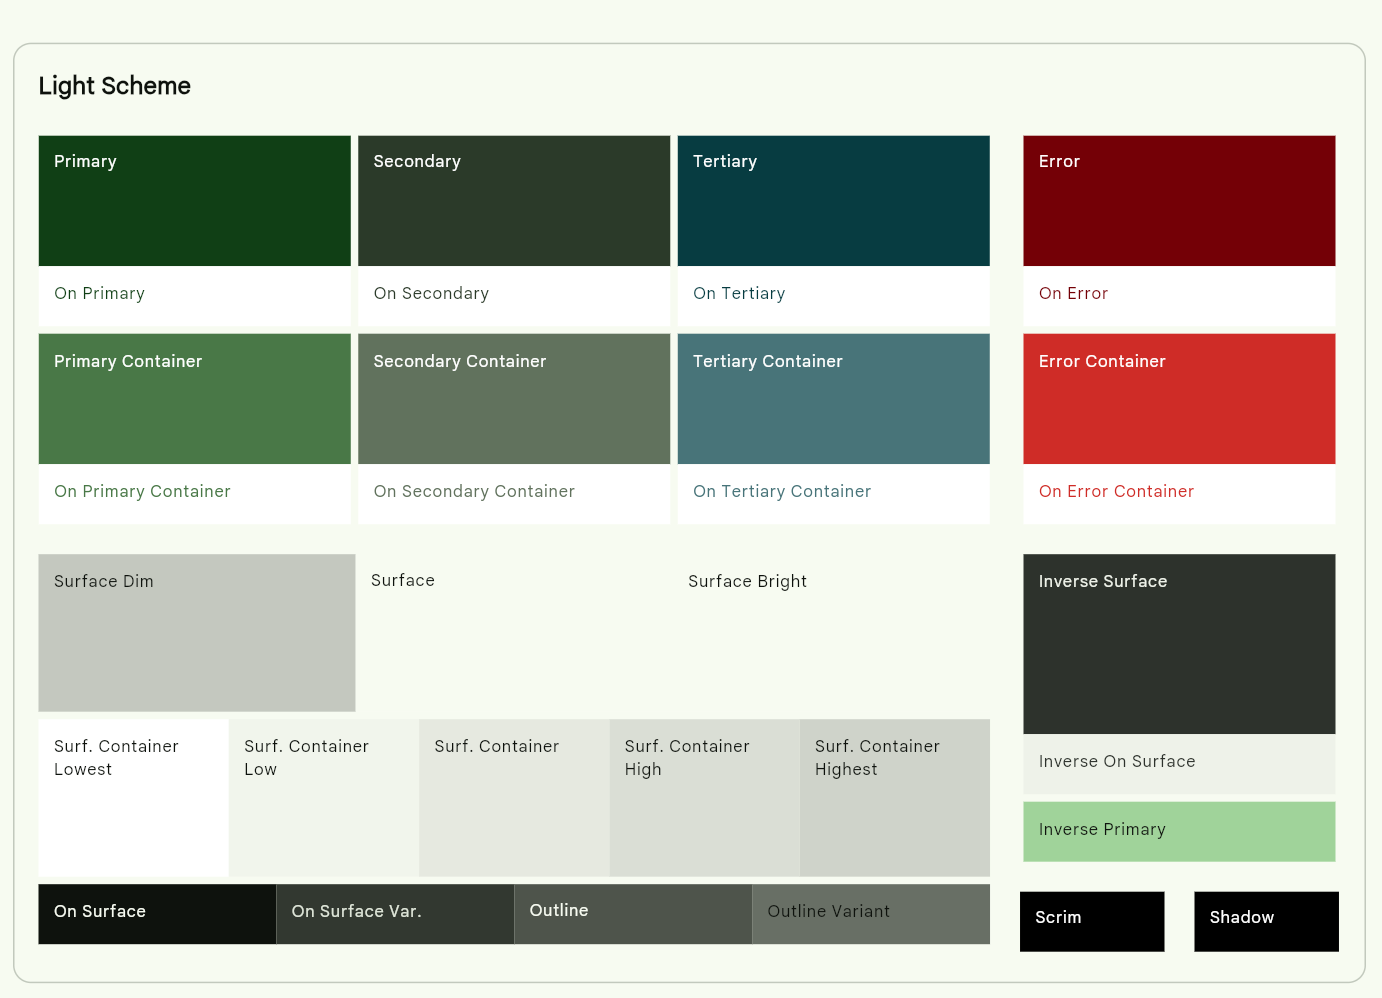 Light Scheme
Primary
Secondary
Tertiary
Error
On Primary
On Secondary
On Tertiary
On Error
Primary Container
Secondary Container
Tertiary Container
Error Container
On Primary Container
On Secondary Container
On Tertiary Container
On Error Container
Surface Dim
Surface
Surface Bright
Inverse Surface
Surf. Container
Lowest
Surf. Container
Low
Surf. Container
Surf. Container
High
Surf. Container
Highest
Inverse On Surface
Inverse Primary
On Surface
On Surface Var.
Outline
Outline Variant
Scrim
Shadow